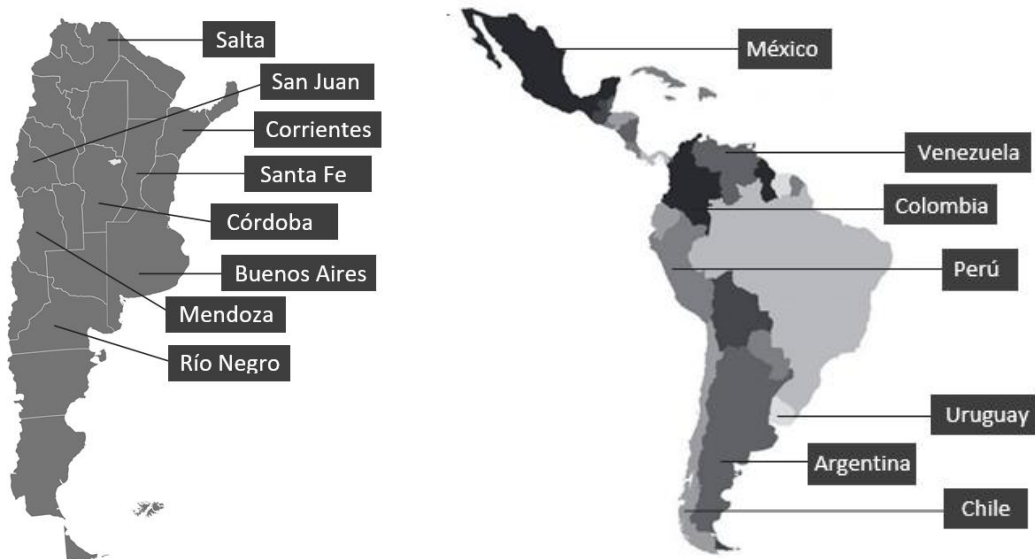 Salta
San Juan
Corrientes
Santa Fe
Córdoba
Buenos Aires
Mendoza
Río Negro
México
Venezuela
Colombia
Perú
Uruguay
Argentina
Chile